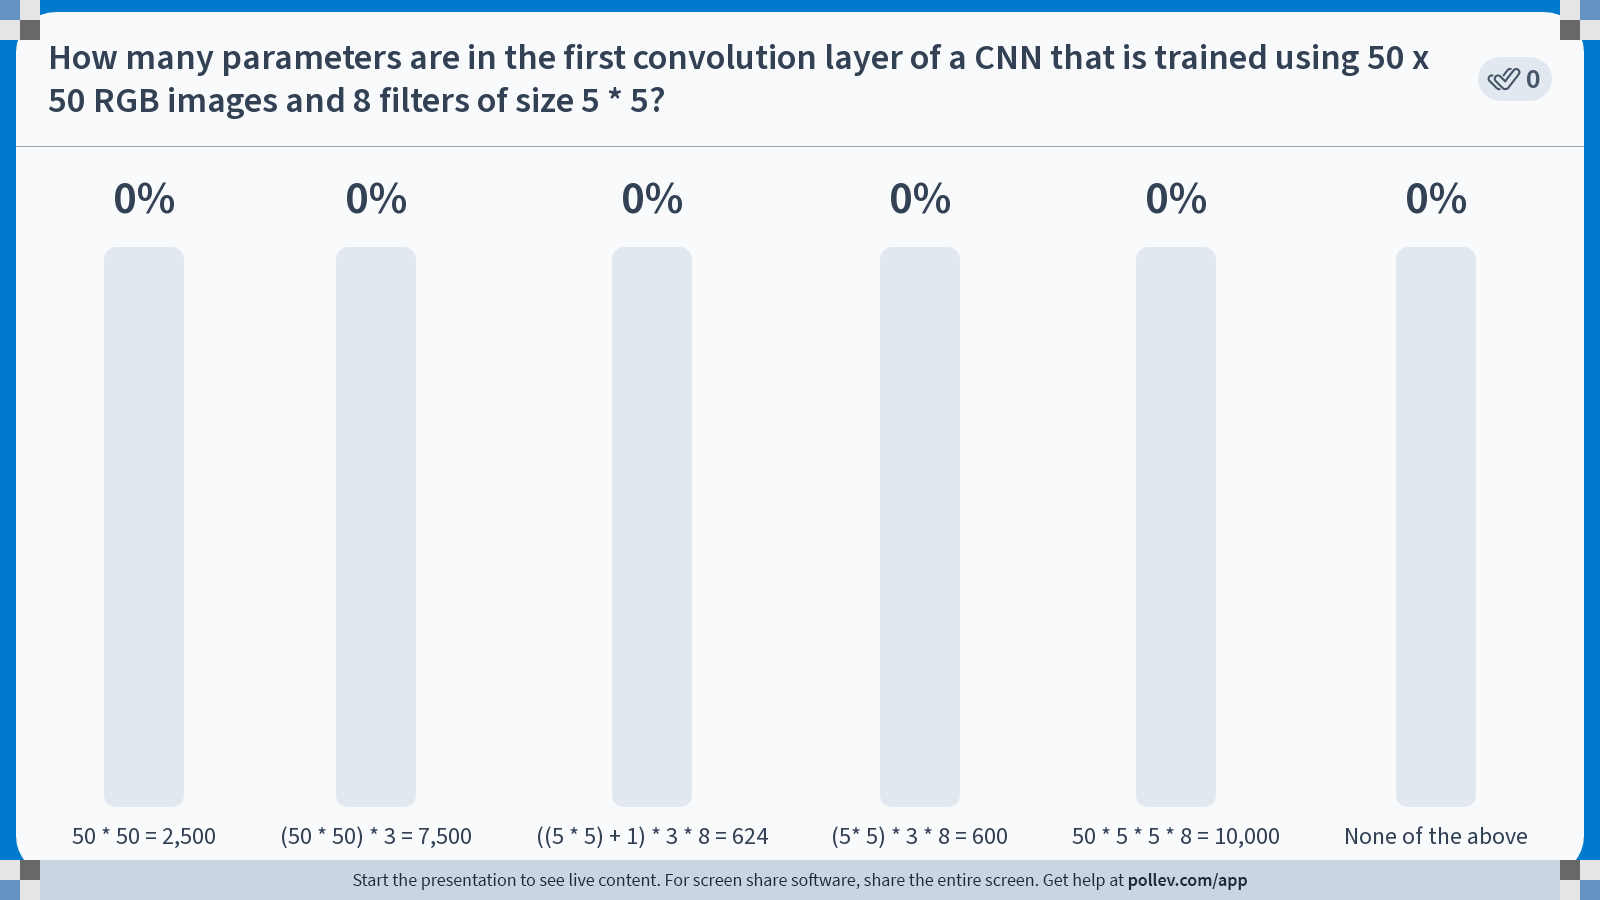 How many parameters are in the first convolution layer of a CNN that is trained using 50 x
50 RGB images and 8 filters of size 5 * 5?
0
0%
0%
0%
0%
0%
0%
50 * 50 = 2,500
(50 * 50) * 3 = 7,500
((5 * 5) + 1) * 3 * 8 = 624
(5* 5) * 3 * 8 = 600
50 * 5 * 5 * 8 = 10,000
None of the above
Start the presentation to see live content. For screen share software, share the entire screen. Get help at pollev.com/app